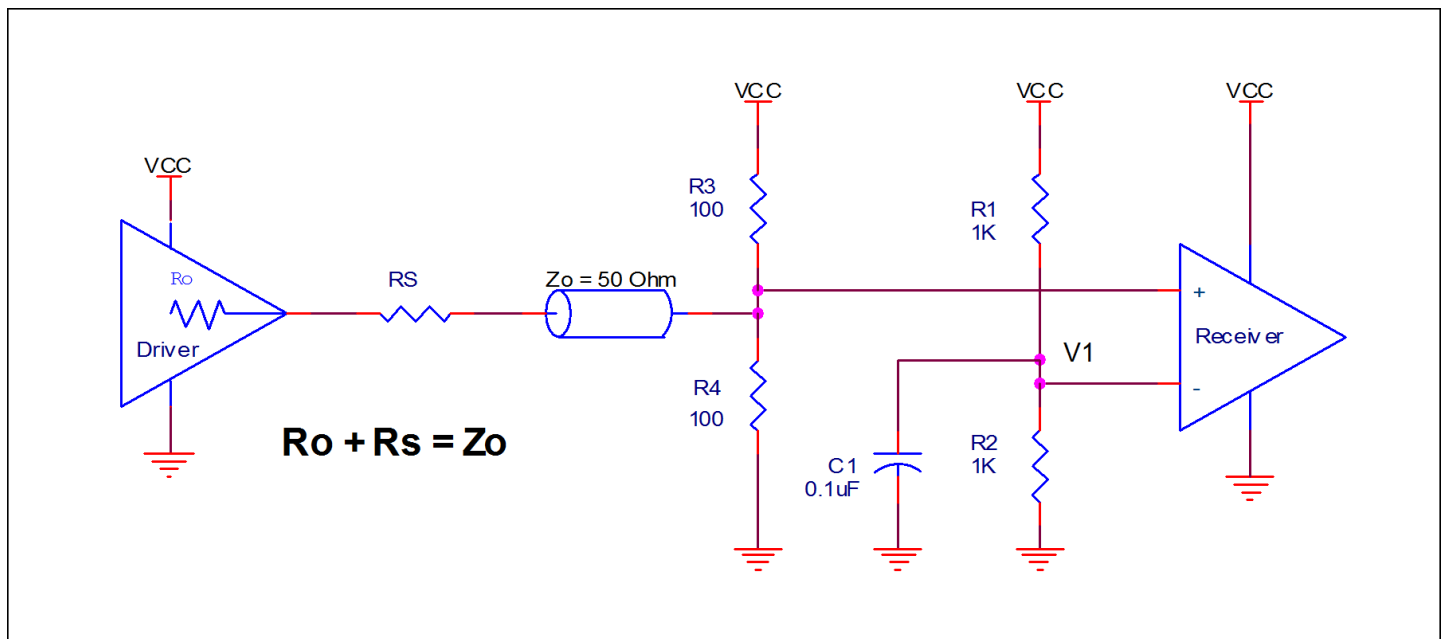 VCC
VCC
VCC
VCC
R3
100
R1
1K
Ro
RS
Zo = 50 Ohm
+
Driver
Receiver
V1
-
R4
100
Ro + Rs = Zo
R2
1K
C1
0.1uF